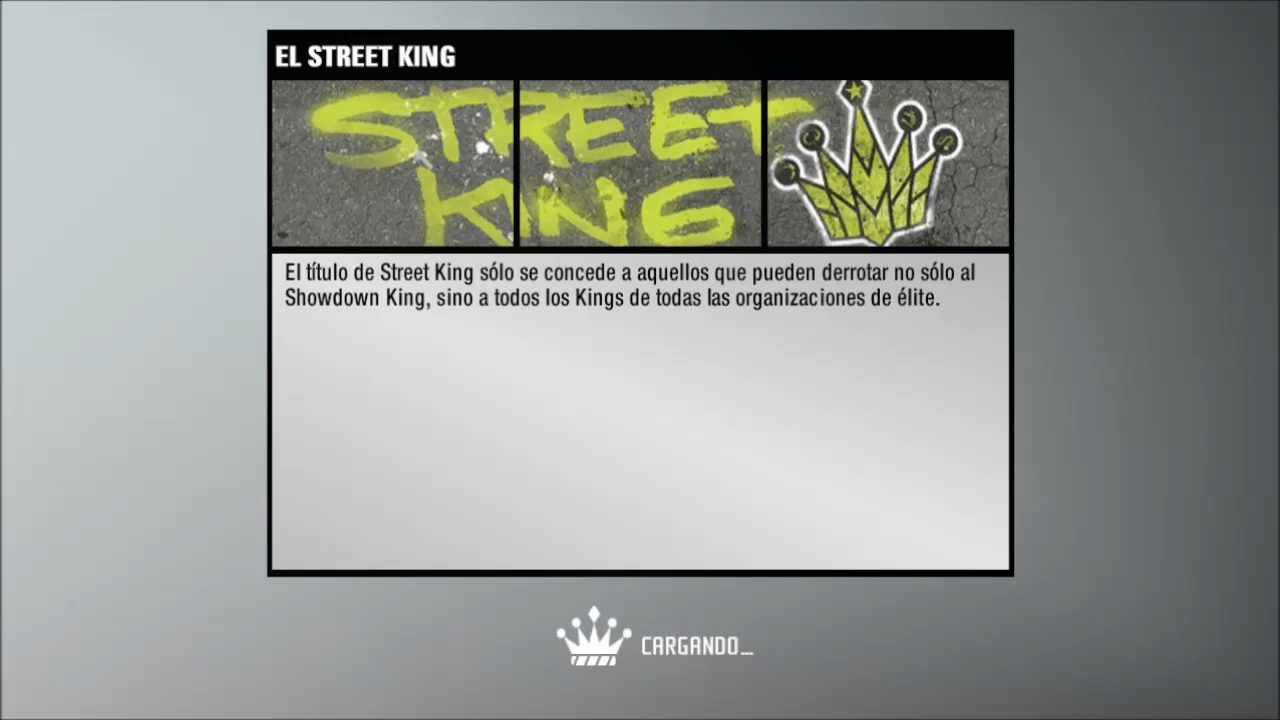 EL STREET KING
STREET
KING
El título de Street King sólo se concede a aquellos que pueden derrotar no sólo al
Showdown King, sino a todos los Kings de todas las organizaciones de élite.
CARGANDO...